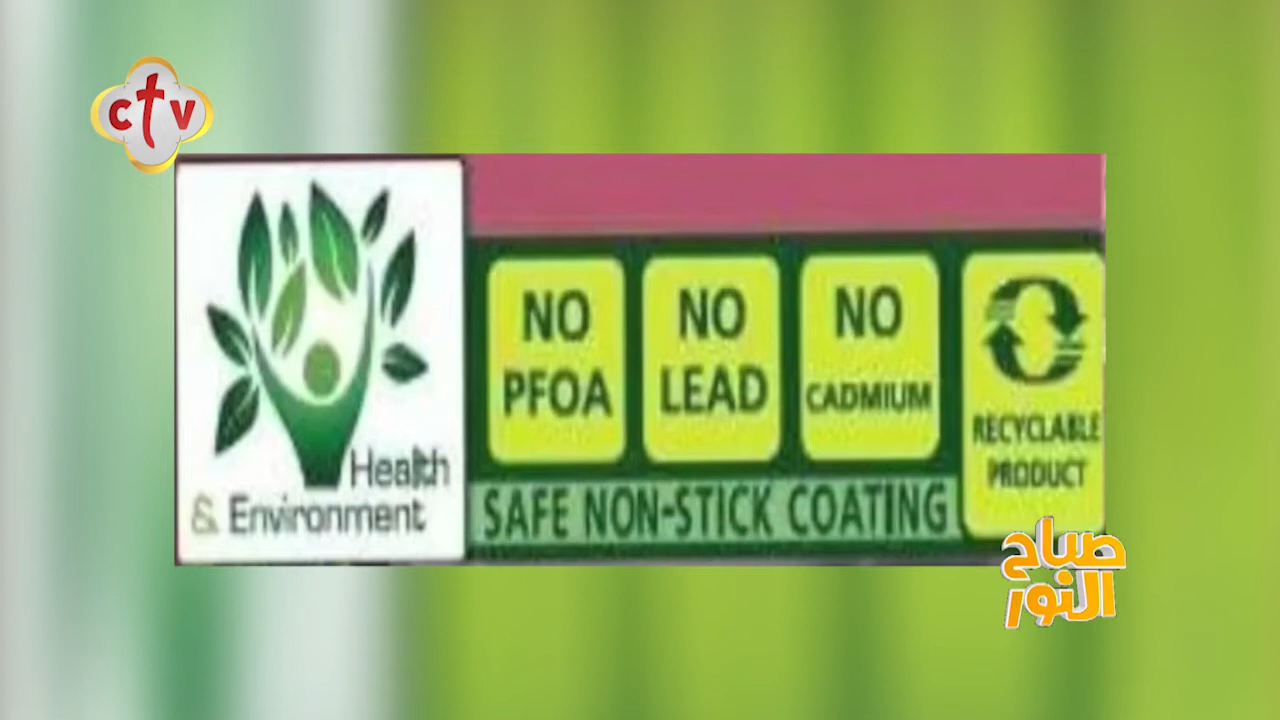 ctv
NO
PFOA
NO
LEAD
NO
CADMIUM
RECYCLABLE
PRODUCT
Health
& Environment
SAFE NON-STICK COATING
صباح
النور